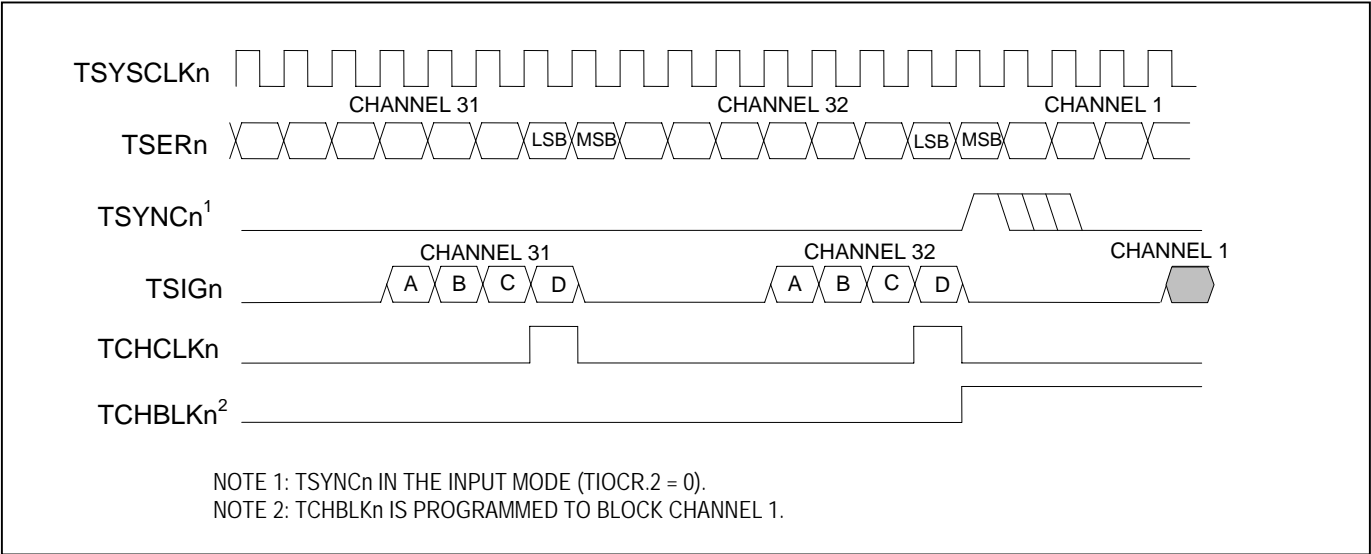 TSYSCLKn
CHANNEL 31 CHANNEL 32 CHANNEL 1
TSERn LSB MSB LSB MSB
TSYNCn¹
CHANNEL 31 CHANNEL 32 CHANNEL 1
TSIGn A B C D A B C D
TCHCLKn
TCHBLKn²
NOTE 1: TSYNCn IN THE INPUT MODE (TIOCR.2 = 0).
NOTE 2: TCHBLKn IS PROGRAMMED TO BLOCK CHANNEL 1.